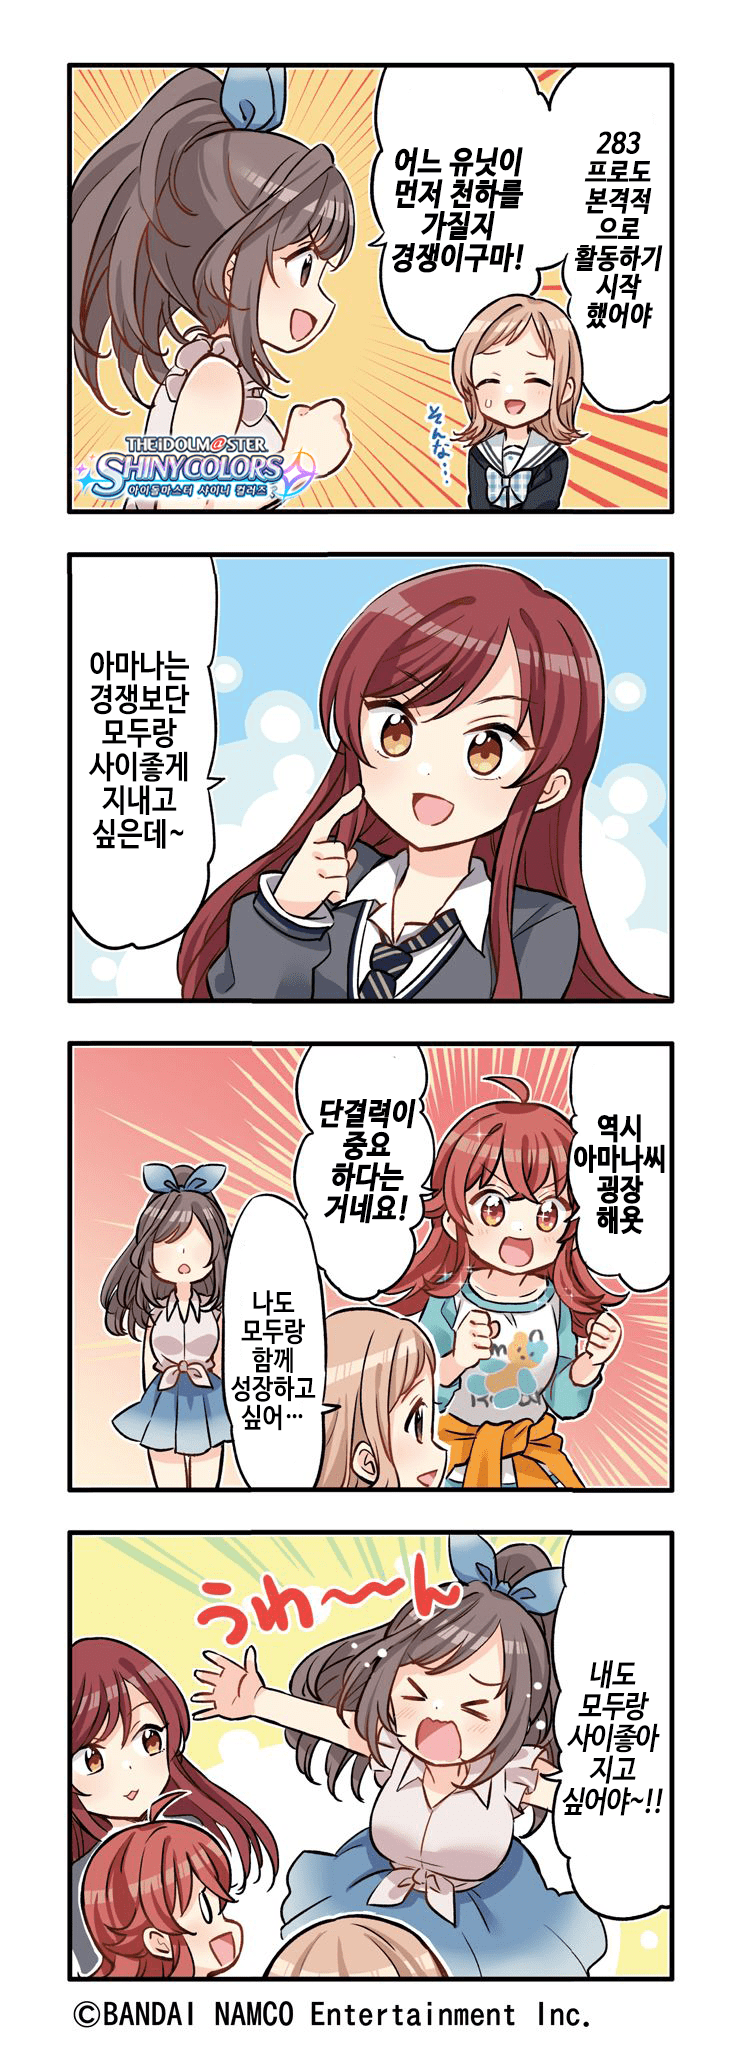 283
프로도
본격적
으로
활동하기
시작
했어야
어느 유닛이
먼저 천하를
가질지
경쟁이구마!
そんな…
THE iDOLM@STER
SHINYCOLORS
아이돌마스터 샤이니 컬러즈
아마나는
경쟁보단
모두랑
사이좋게
지내고
싶은데~
역시
아마나씨
굉장
해욧
단결력이
중요
하다는
거네요!
나도
모두랑
함께
성장하고
싶어…
うわ~~ん
내도
모두랑
사이좋아
지고
싶어야~!!
©BANDAI NAMCO Entertainment Inc.